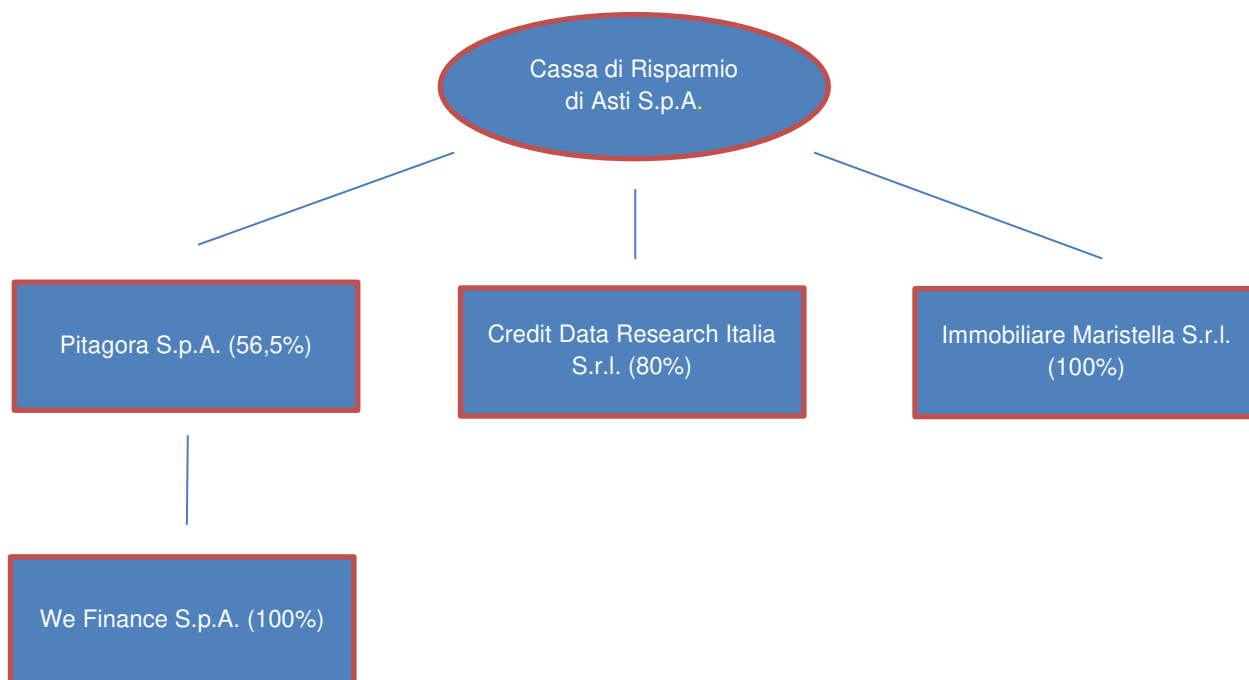 Cassa di Risparmio
di Asti S.p.A.
Pitagora S.p.A. (56,5%)
Credit Data Research Italia
S.r.l. (80%)
Immobiliare Maristella S.r.l.
(100%)
We Finance S.p.A. (100%)